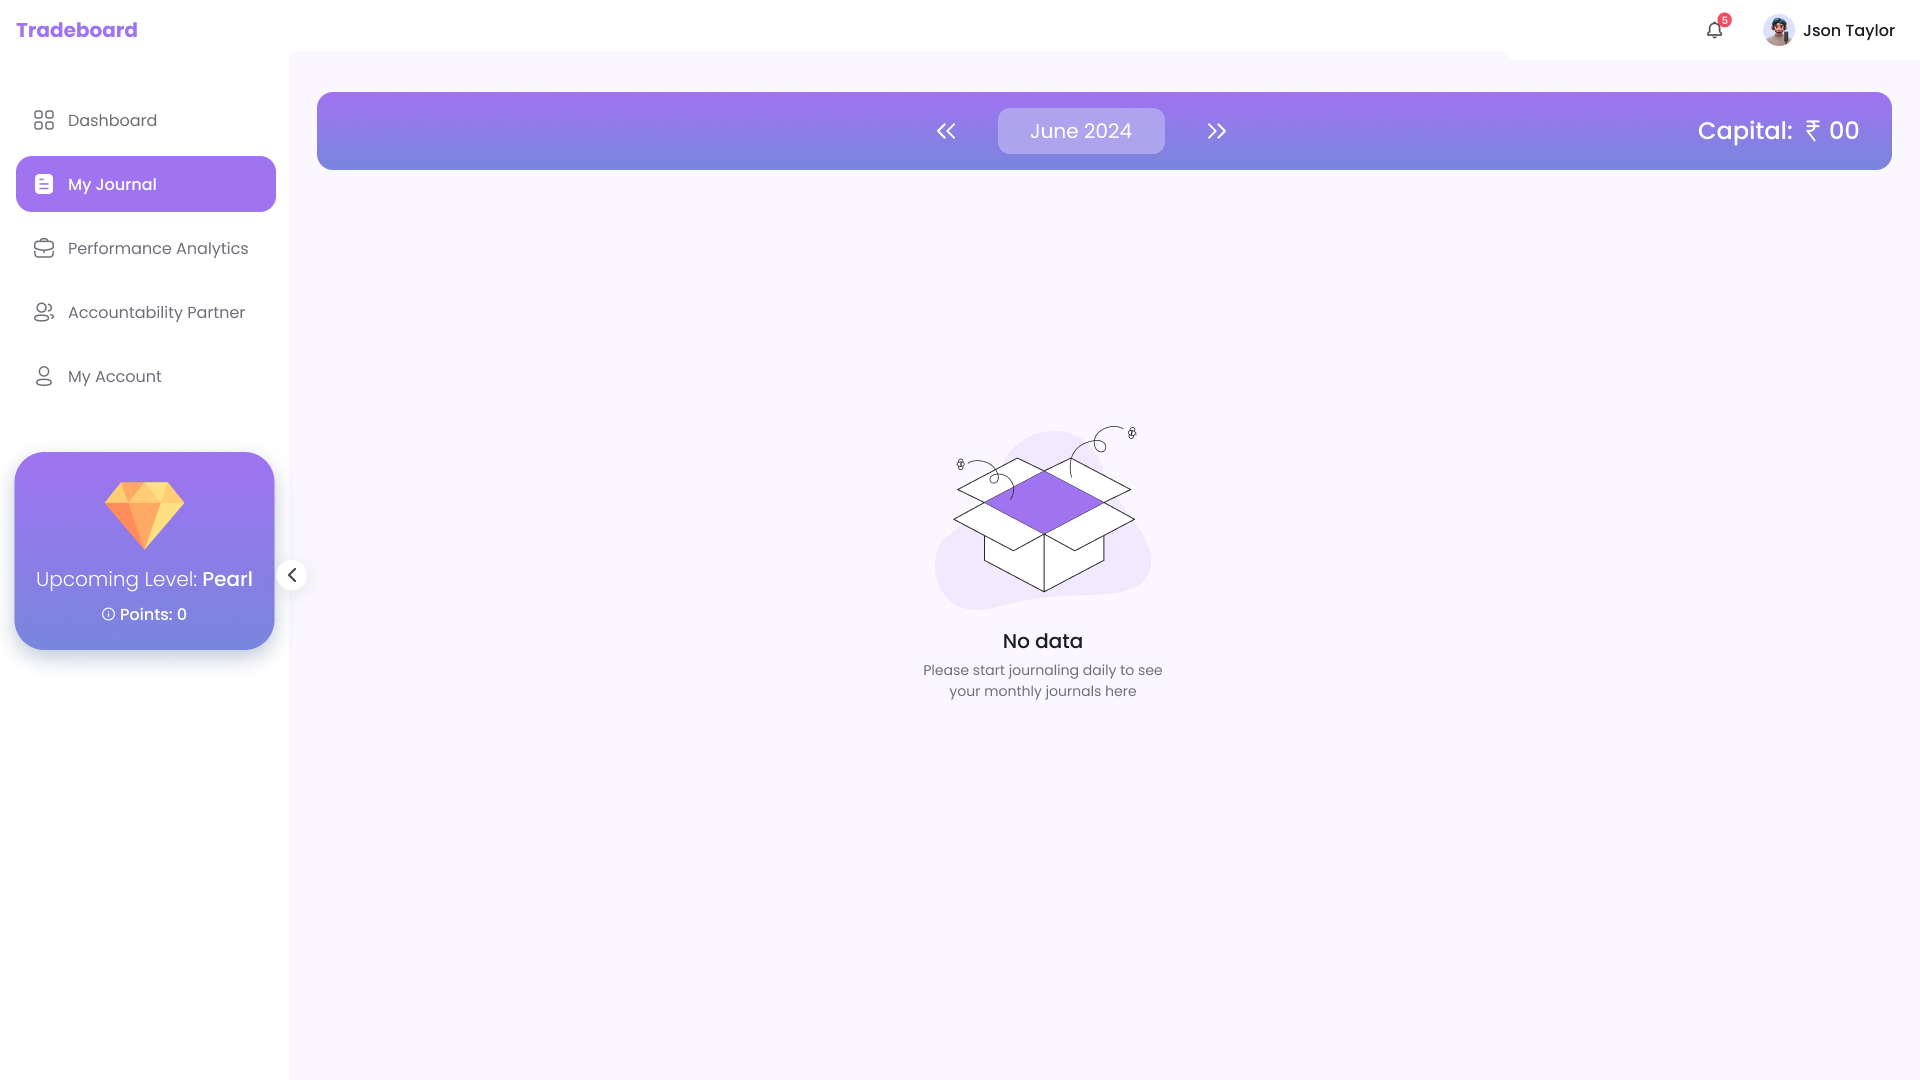 Tradeboard
5
Json Taylor
Dashboard
My Journal
Performance Analytics
Accountability Partner
My Account
Upcoming Level: Pearl
Points: 0
June 2024
Capital: ₹ 00
No data
Please start journaling daily to see
your monthly journals here